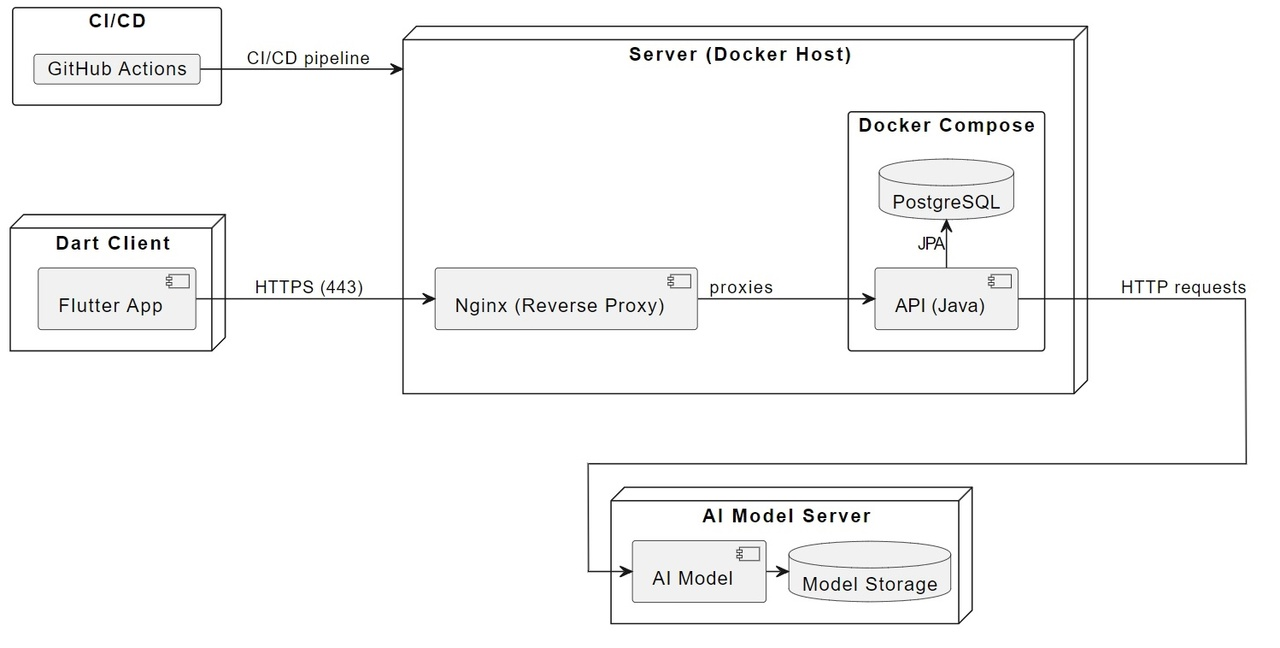 CI/CD
GitHub Actions
CI/CD pipeline
Server (Docker Host)
Docker Compose
PostgreSQL
JPA
Dart Client
Flutter App
HTTPS (443)
Nginx (Reverse Proxy)
proxies
API (Java)
HTTP requests
AI Model Server
AI Model
Model Storage